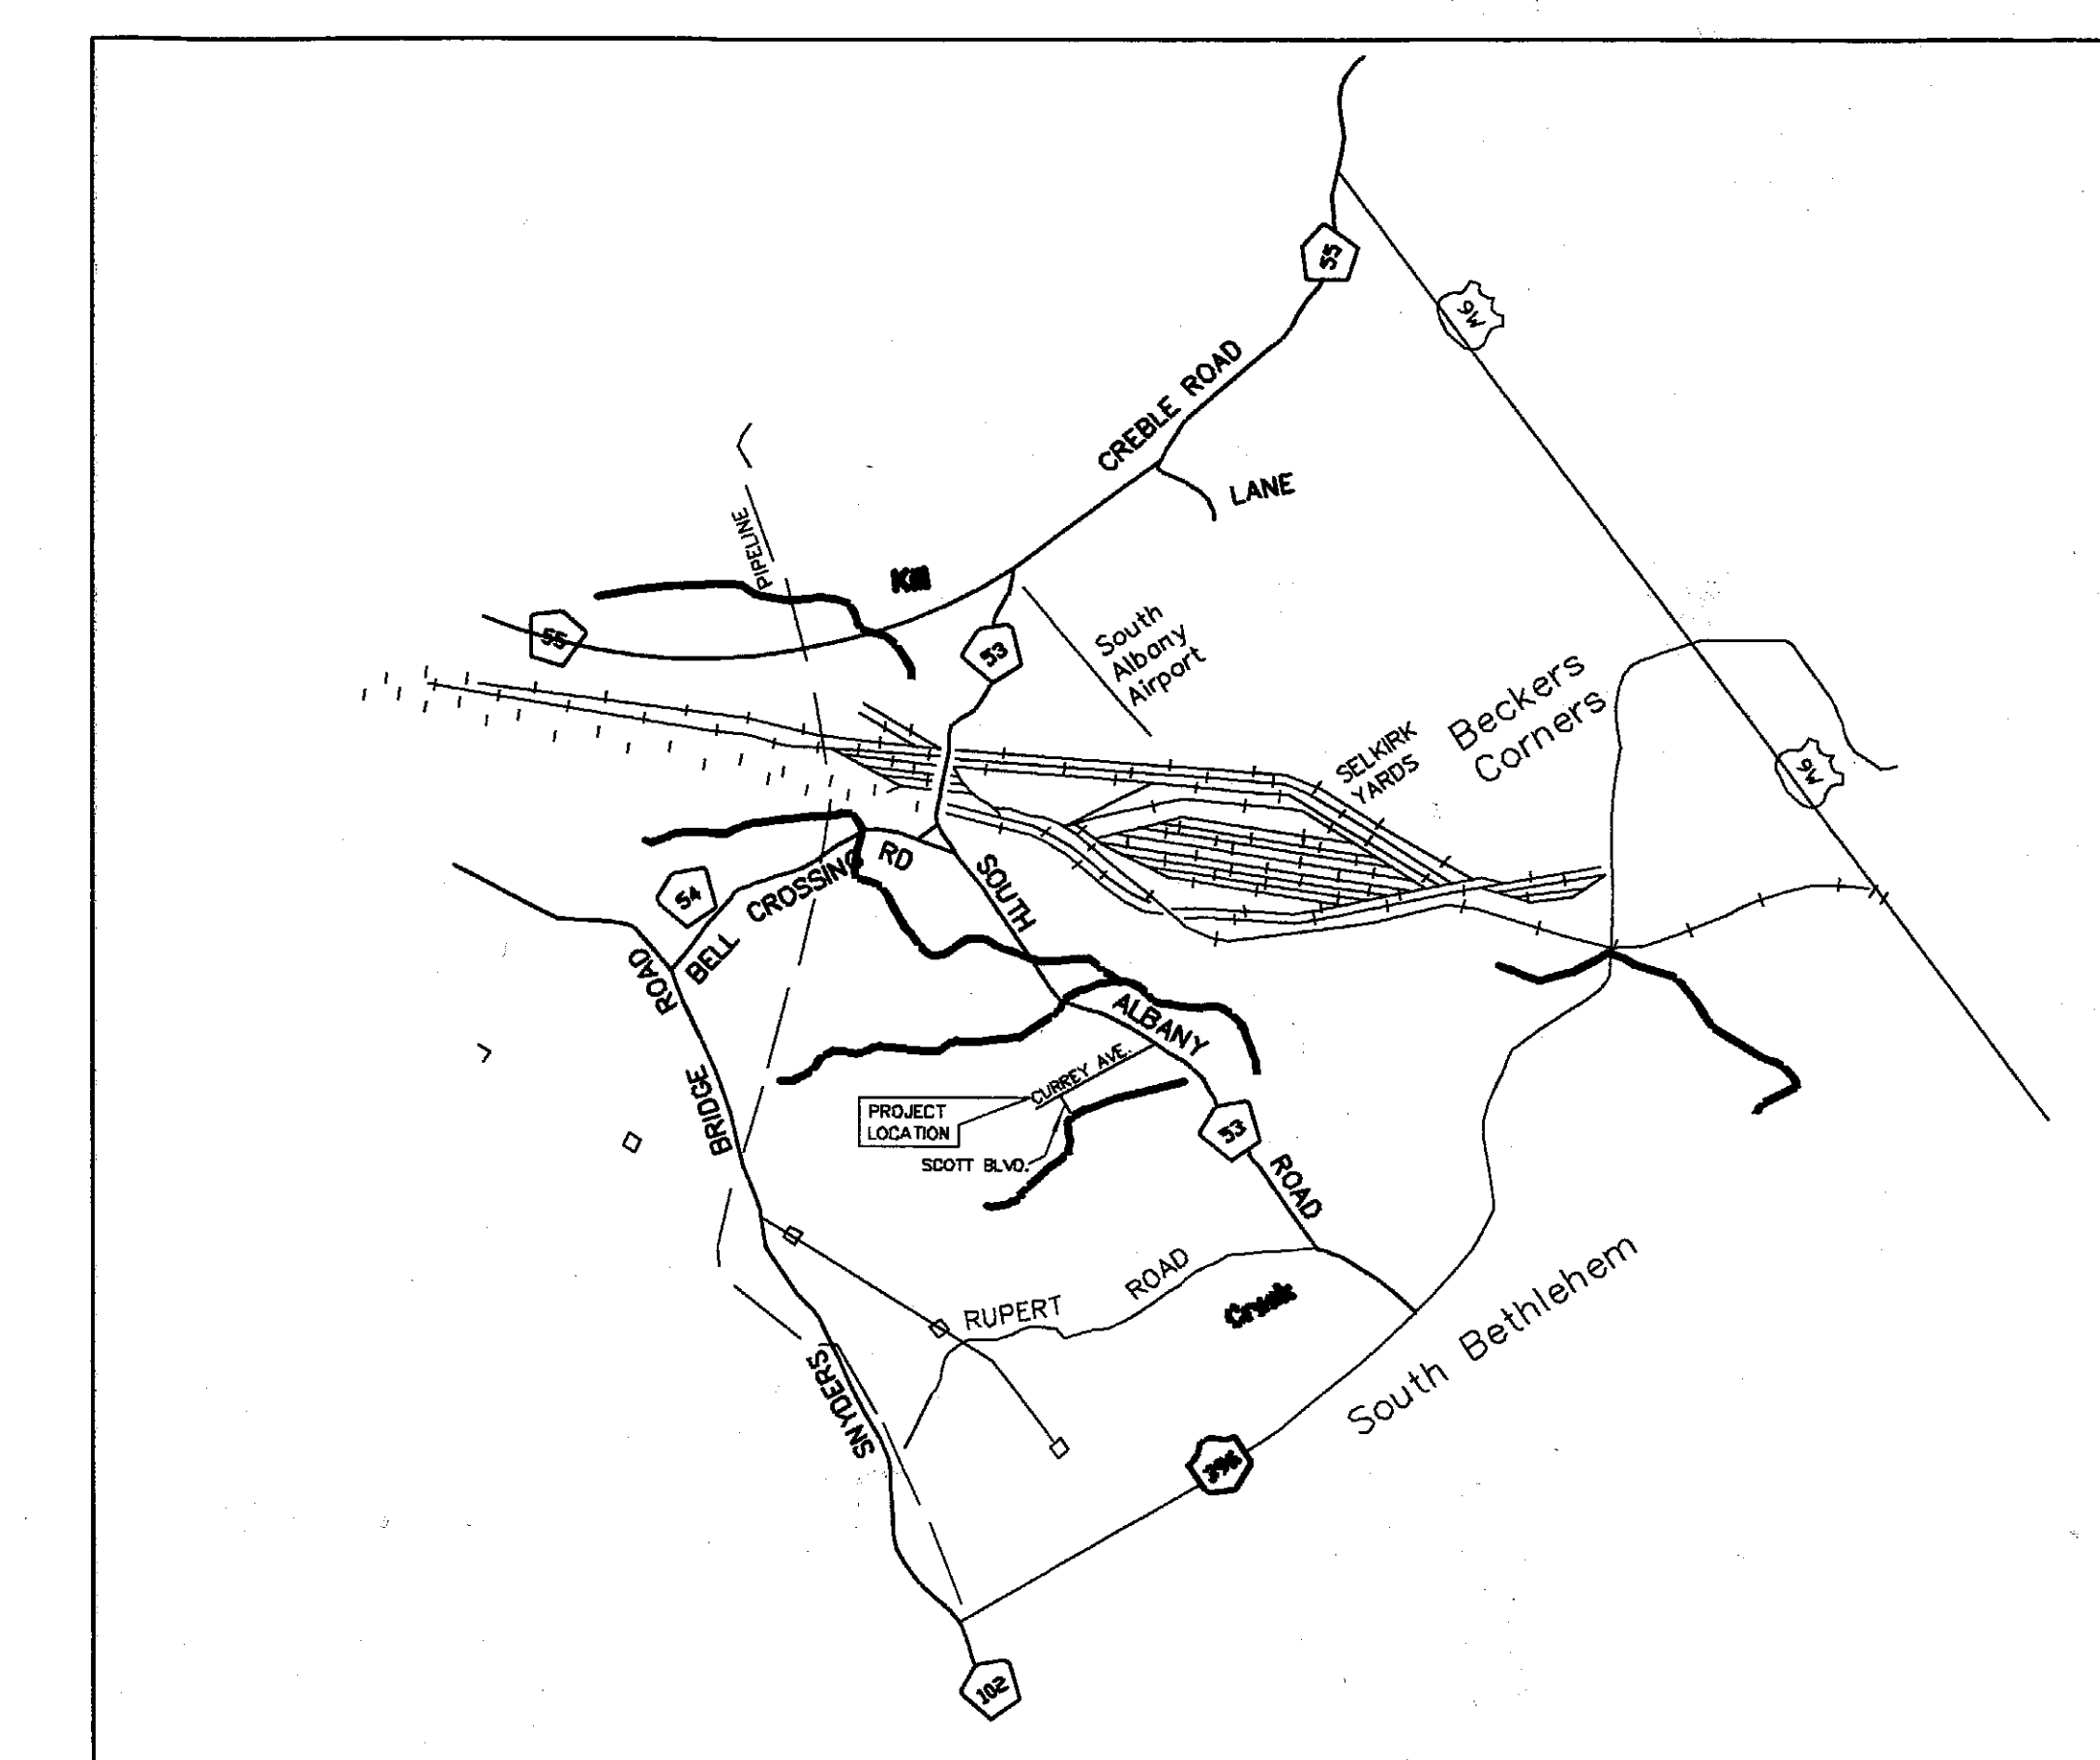 55
9W
CREBLE ROAD
LANE
PIPELINE
Kill
55
53
South
Albany
Airport
Beckers
Corners
SELKIRK
YARDS
9W
54
BELL CROSSING RD
SOUTH
ALBANY
ROAD
53
CURREY AVE.
PROJECT
LOCATION
SCOTT BLVD.
SNYDERS
BRIDGE
ROAD
RUPERT ROAD
Creek
South Bethlehem
396
102